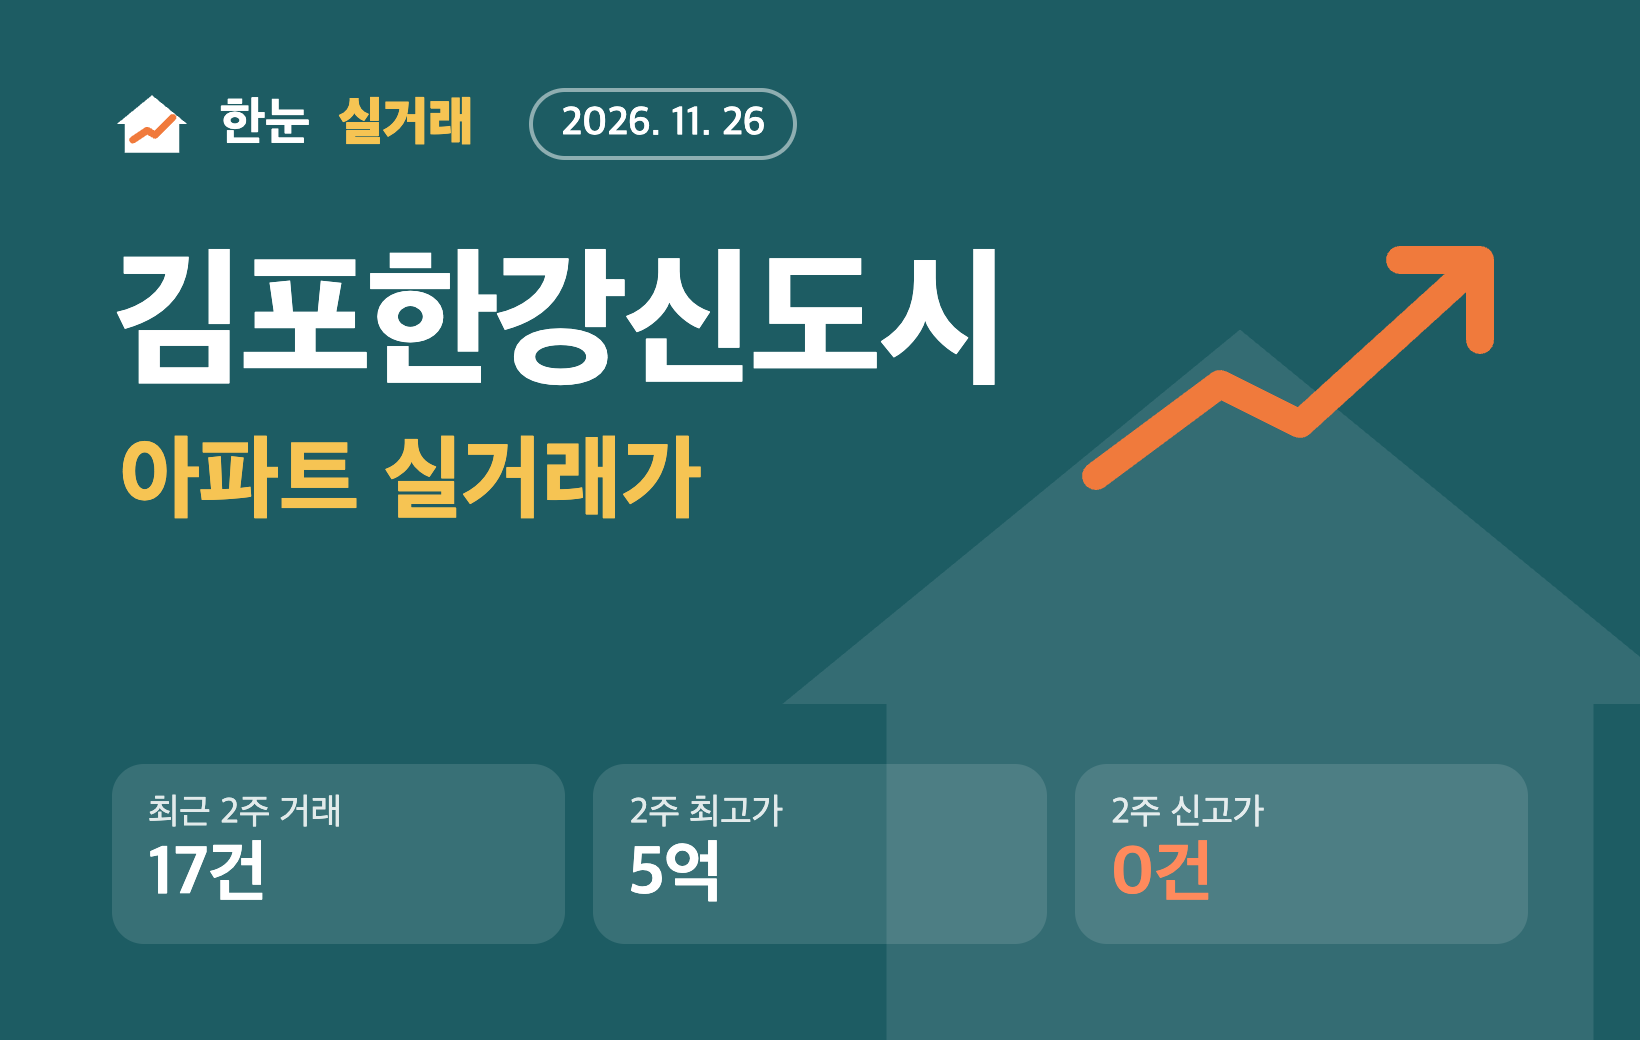 한눈 실거래 2026. 11. 26
김포한강신도시
아파트 실거래가
최근 2주 거래
17건
2주 최고가
5억
2주 신고가
0건